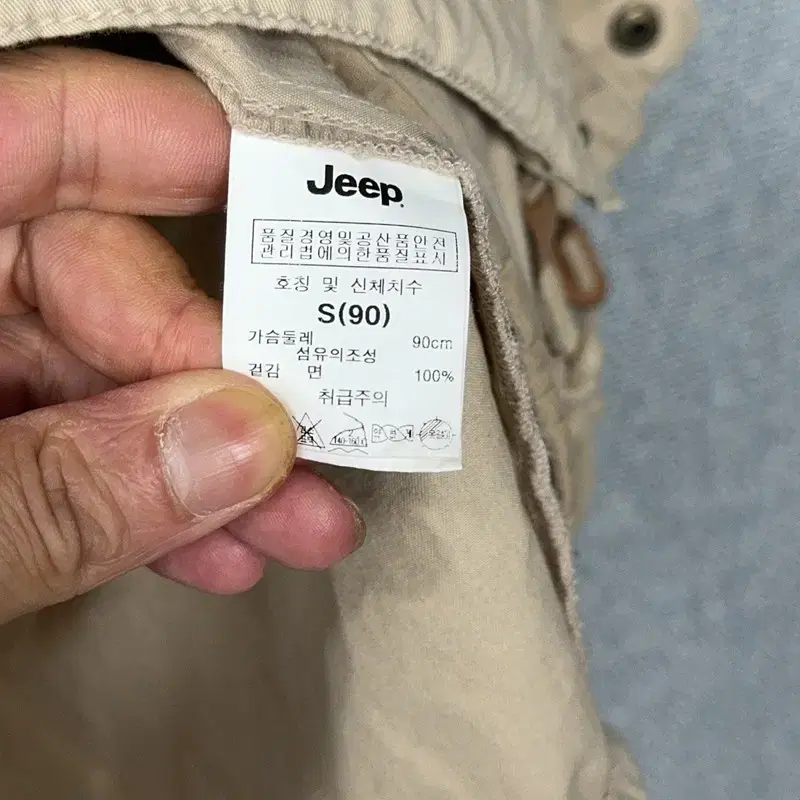 Jeep
품질경영및공산품안전
관리법에의한품질표시
호칭 및 신체치수
S(90)
가슴둘레 90cm
섬유의조성
겉감 면 100%
취급주의